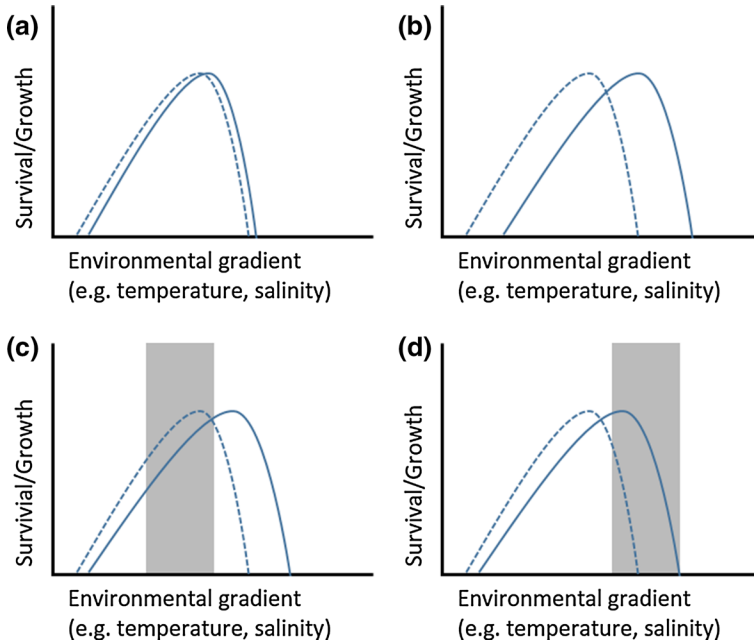 (a)
Survival/Growth
Environmental gradient
(e.g. temperature, salinity)
(b)
Survival/Growth
Environmental gradient
(e.g. temperature, salinity)
(c)
Survivial/Growth
Environmental gradient
(e.g. temperature, salinity)
(d)
Survival/Growth
Environmental gradient
(e.g. temperature, salinity)